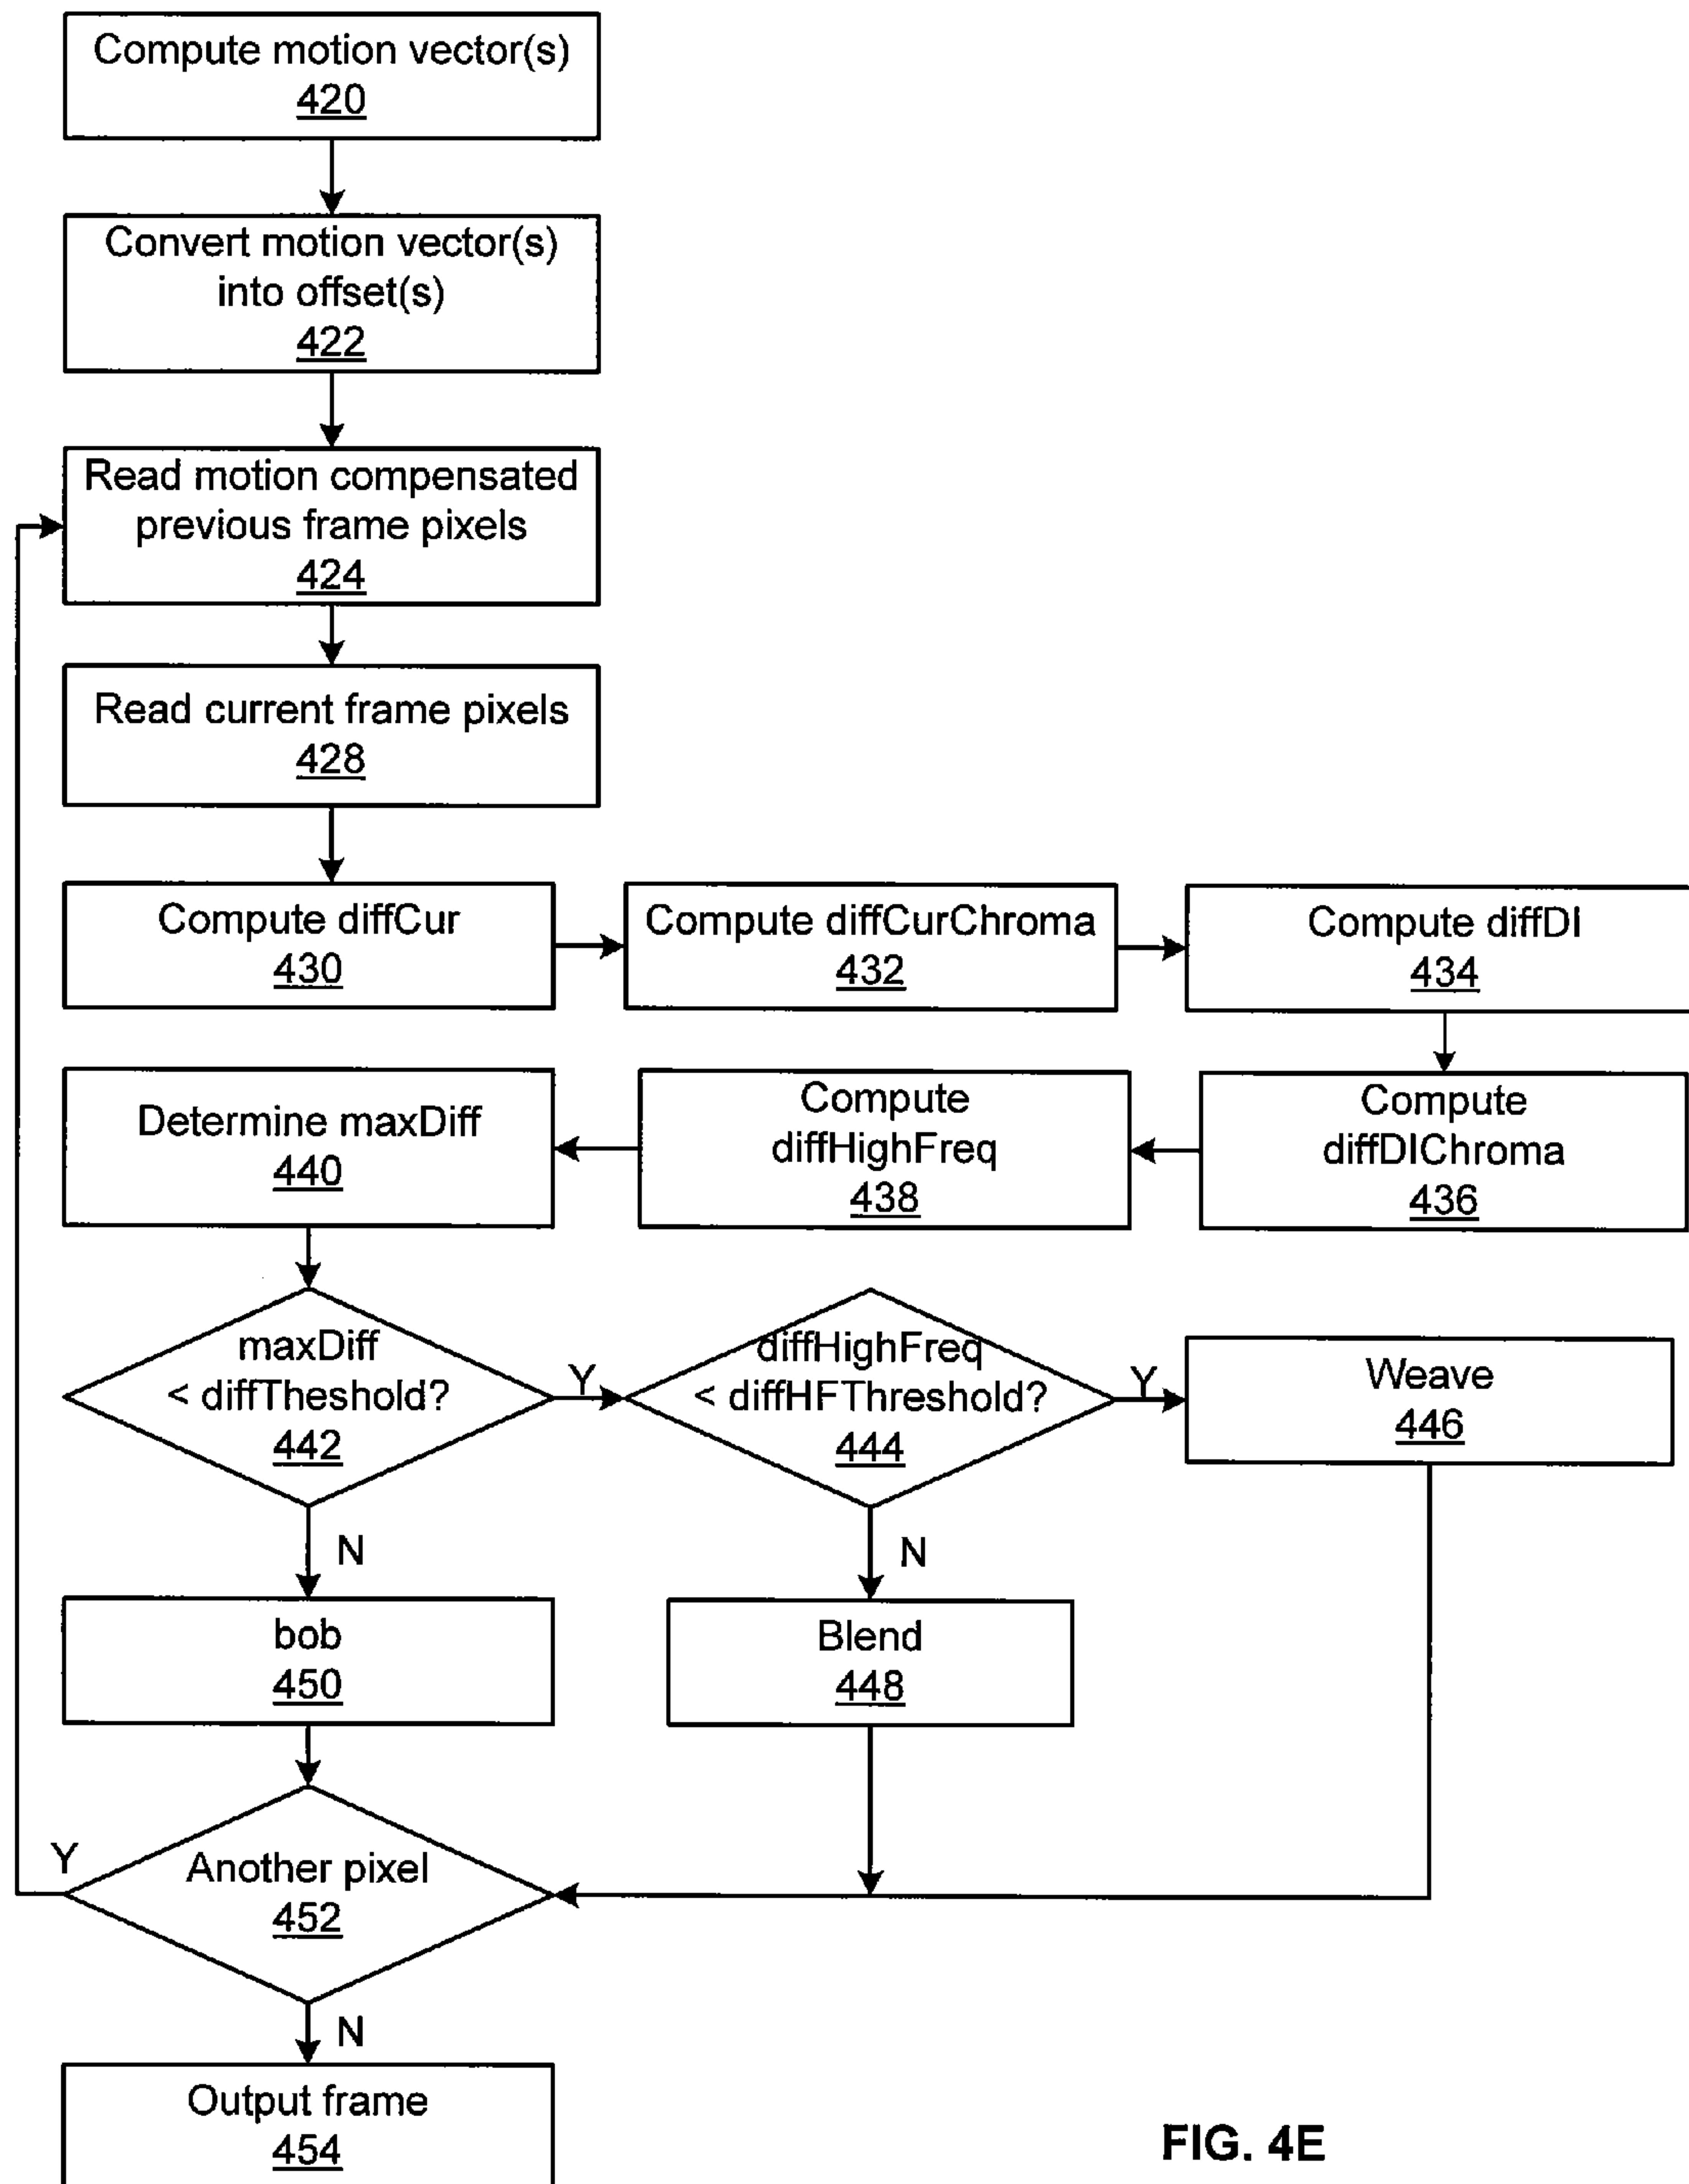 Compute motion vector(s)
420
Convert motion vector(s)
into offset(s)
422
Read motion compensated
previous frame pixels
424
Read current frame pixels
428
Compute diffCur
430
Compute diffCurChroma
432
Compute diffDI
434
Compute
diffDIChroma
436
Compute
diffHighFreq
438
Determine maxDiff
440
maxDiff
< diffTheshold?
442
Y
N
diffHighFreq
< diffHFThreshold?
444
Y
N
Weave
446
Blend
448
bob
450
Another pixel
452
Y
N
Output frame
454
FIG. 4E